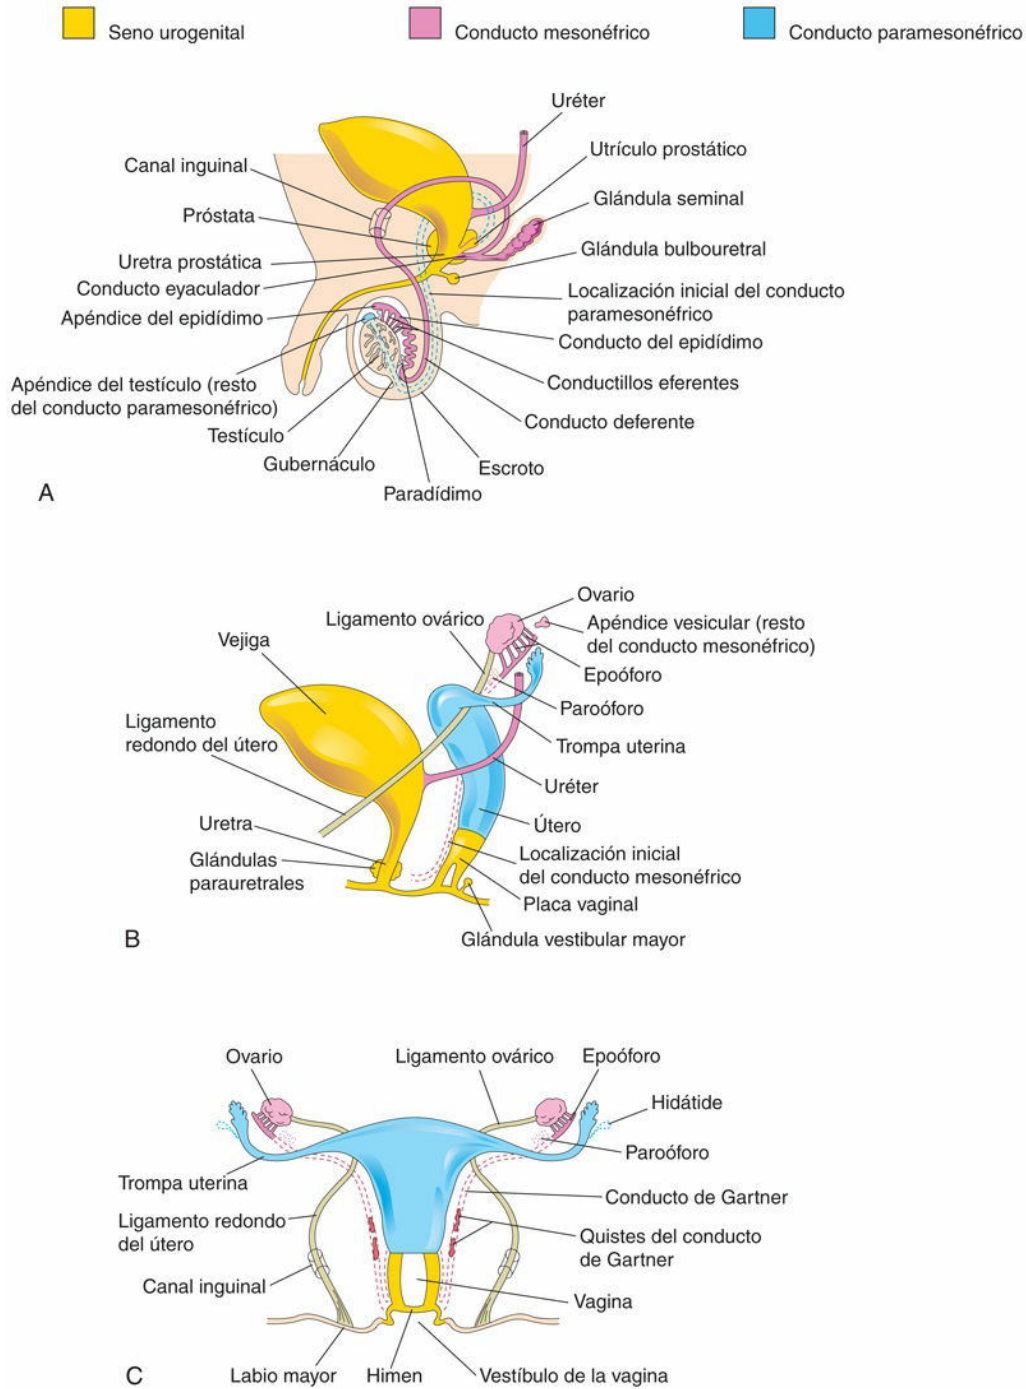 Seno urogenital
Conducto mesonéfrico
Conducto paramesonéfrico
Uréter
Utrículo prostático
Canal inguinal
Glándula seminal
Próstata
Glándula bulbouretral
Uretra prostática
Conducto eyaculador
Localización inicial del conducto
paramesonéfrico
Apéndice del epidídimo
Conducto del epidídimo
Apéndice del testículo (resto
del conducto paramesonéfrico)
Conductillos eferentes
Testículo
Conducto deferente
Gubernáculo
Escroto
Paradídimo
A
Ovario
Ligamento ovárico
Apéndice vesicular (resto
del conducto mesonéfrico)
Vejiga
Epoóforo
Paroóforo
Ligamento
redondo del útero
Trompa uterina
Uréter
Uretra
Útero
Glándulas
parauretrales
Localización inicial
del conducto mesonéfrico
Placa vaginal
Glándula vestibular mayor
B
Ovario
Ligamento ovárico
Epoóforo
Hidátide
Paroóforo
Trompa uterina
Conducto de Gartner
Ligamento redondo
del útero
Quistes del conducto
de Gartner
Canal inguinal
Vagina
Labio mayor
Himen
Vestíbulo de la vagina
C